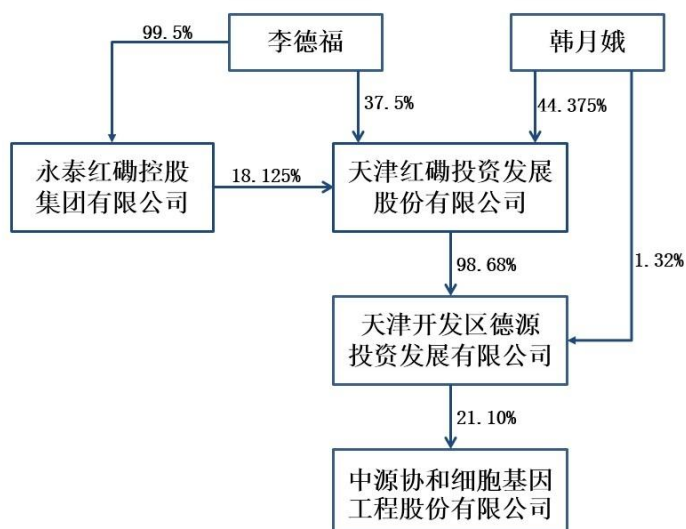 99.5%
李德福
韩月娥
37.5%
44.375%
永泰红磡控股
集团有限公司
18.125%
天津红磡投资发展
股份有限公司
98.68%
1.32%
天津开发区德源
投资发展有限公司
21.10%
中源协和细胞基因
工程股份有限公司